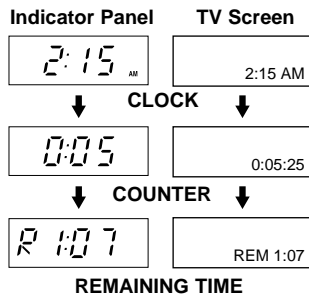 Indicator Panel TV Screen
2:15 AM 2:15 AM
CLOCK
0:05 0:05:25
COUNTER
R 1:07 REM 1:07
REMAINING TIME